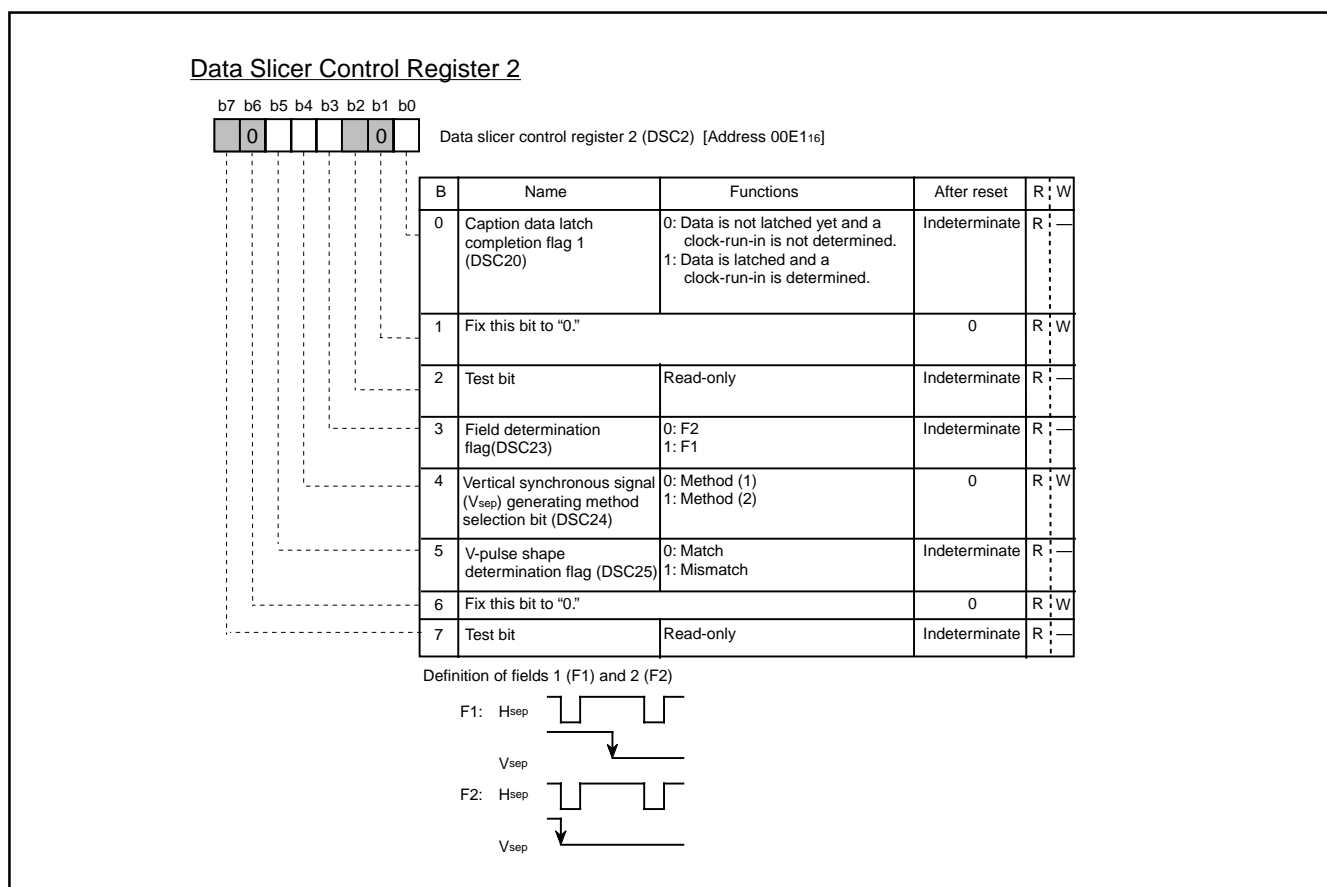 Data Slicer Control Register 2
b7 b6 b5 b4 b3 b2 b1 b0
0 0
Data slicer control register 2 (DSC2) [Address 00E116]
B Name Functions After reset R W
0 Caption data latch completion flag 1 (DSC20) 0: Data is not latched yet and a clock-run-in is not determined. 1: Data is latched and a clock-run-in is determined. Indeterminate R —
1 Fix this bit to “0.” 0 R W
2 Test bit Read-only Indeterminate R —
3 Field determination flag(DSC23) 0: F2 1: F1 Indeterminate R —
4 Vertical synchronous signal (Vsep) generating method selection bit (DSC24) 0: Method (1) 1: Method (2) 0 R W
5 V-pulse shape determination flag (DSC25) 0: Match 1: Mismatch Indeterminate R —
6 Fix this bit to “0.” 0 R W
7 Test bit Read-only Indeterminate R —
Definition of fields 1 (F1) and 2 (F2)
F1: Hsep
Vsep
F2: Hsep
Vsep